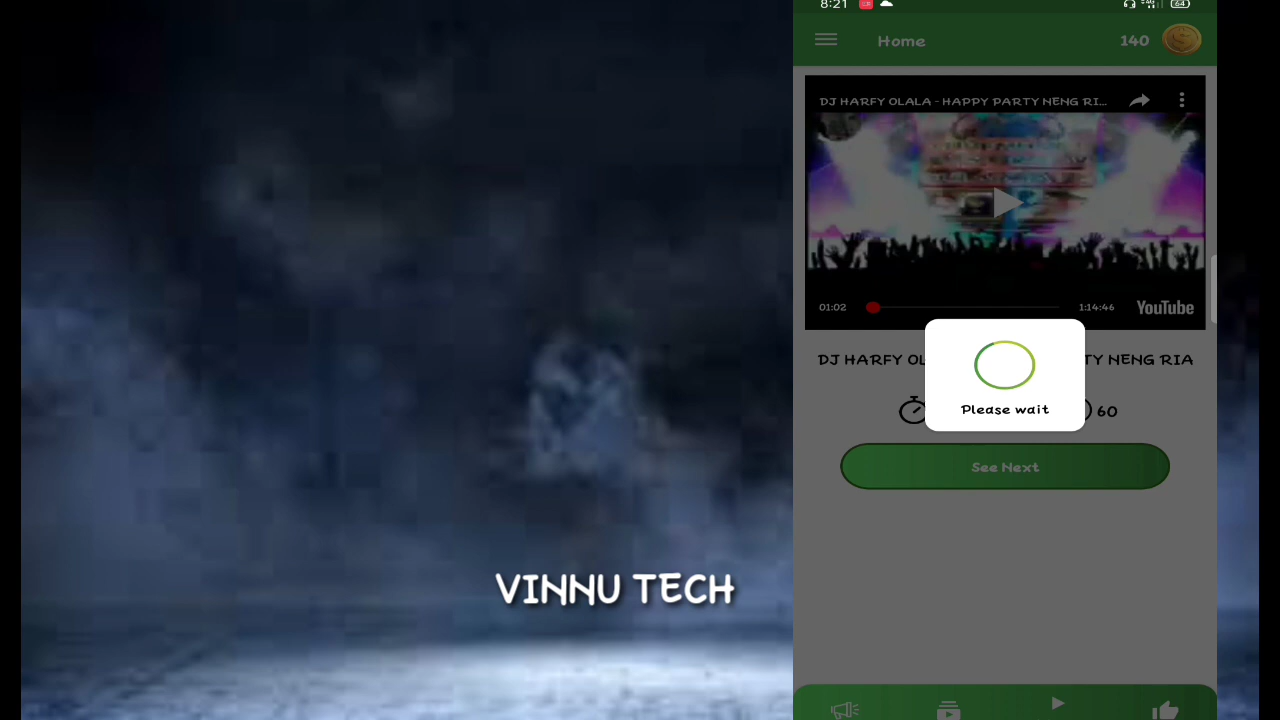 8:21
64
Home
140
DJ HARFY OLALA - HAPPY PARTY NENG RI...
01:02
1:14:46
YouTube
DJ HARFY OL
TY NENG RIA
Please wait
60
See Next
VINNU TECH